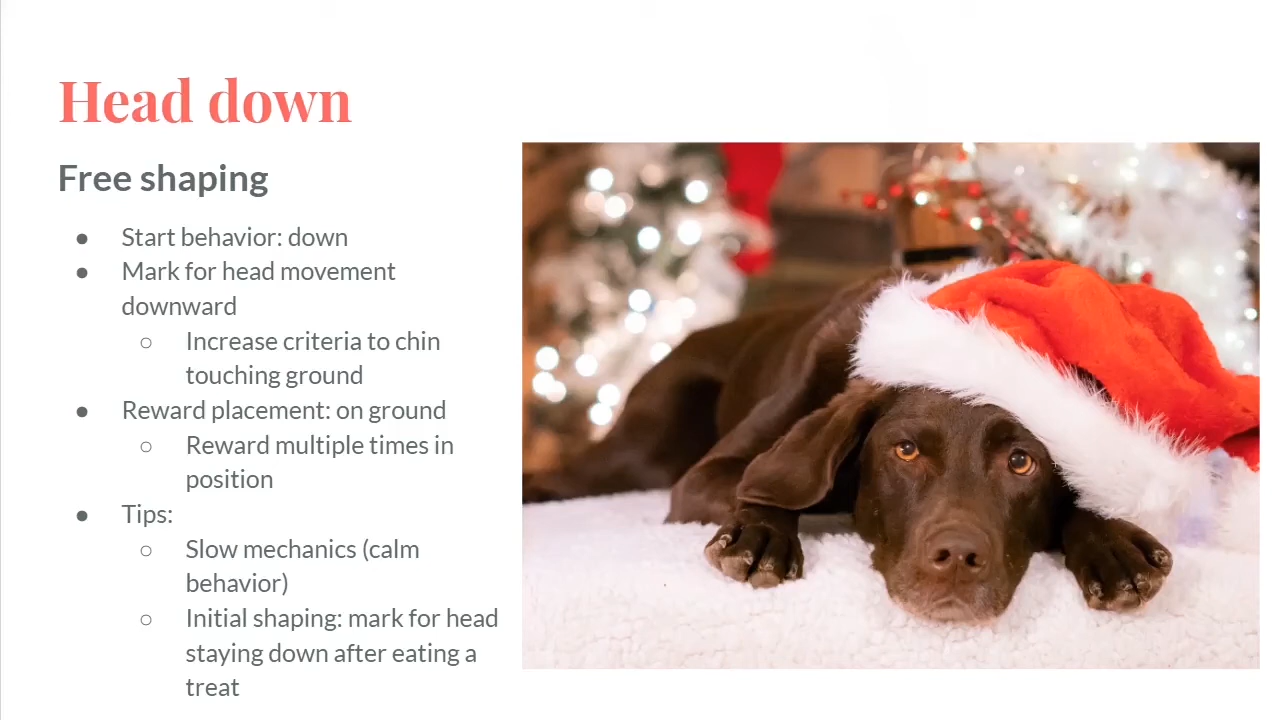 Head down
Free shaping
● Start behavior: down
● Mark for head movement
downward
○ Increase criteria to chin
touching ground
● Reward placement: on ground
○ Reward multiple times in
position
● Tips:
○ Slow mechanics (calm
behavior)
○ Initial shaping: mark for head
staying down after eating a
treat